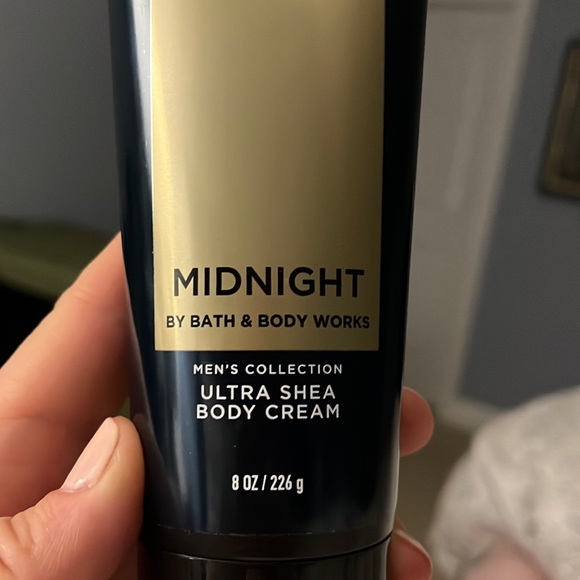 MIDNIGHT
BY BATH & BODY WORKS
MEN'S COLLECTION
ULTRA SHEA
BODY CREAM
8 OZ / 226 g